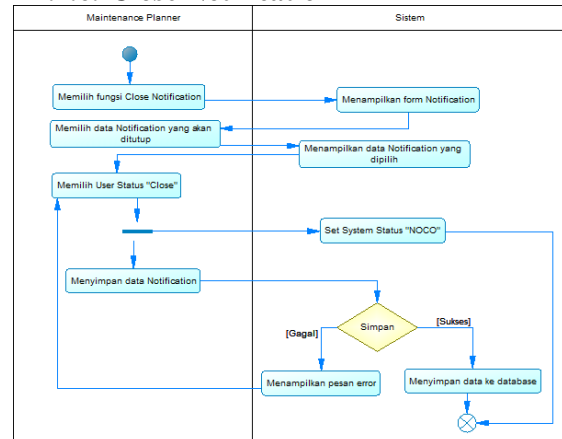 Maintenance Planner
Sistem
Memilih fungsi Close Notification
Menampilkan form Notification
Memilih data Notification yang akan
ditutup
Menampilkan data Notification yang
dipilih
Memilih User Status "Close"
Set System Status "NOCO"
Menyimpan data Notification
Simpan
[Gagal]
[Sukses]
Menampilkan pesan error
Menyimpan data ke database